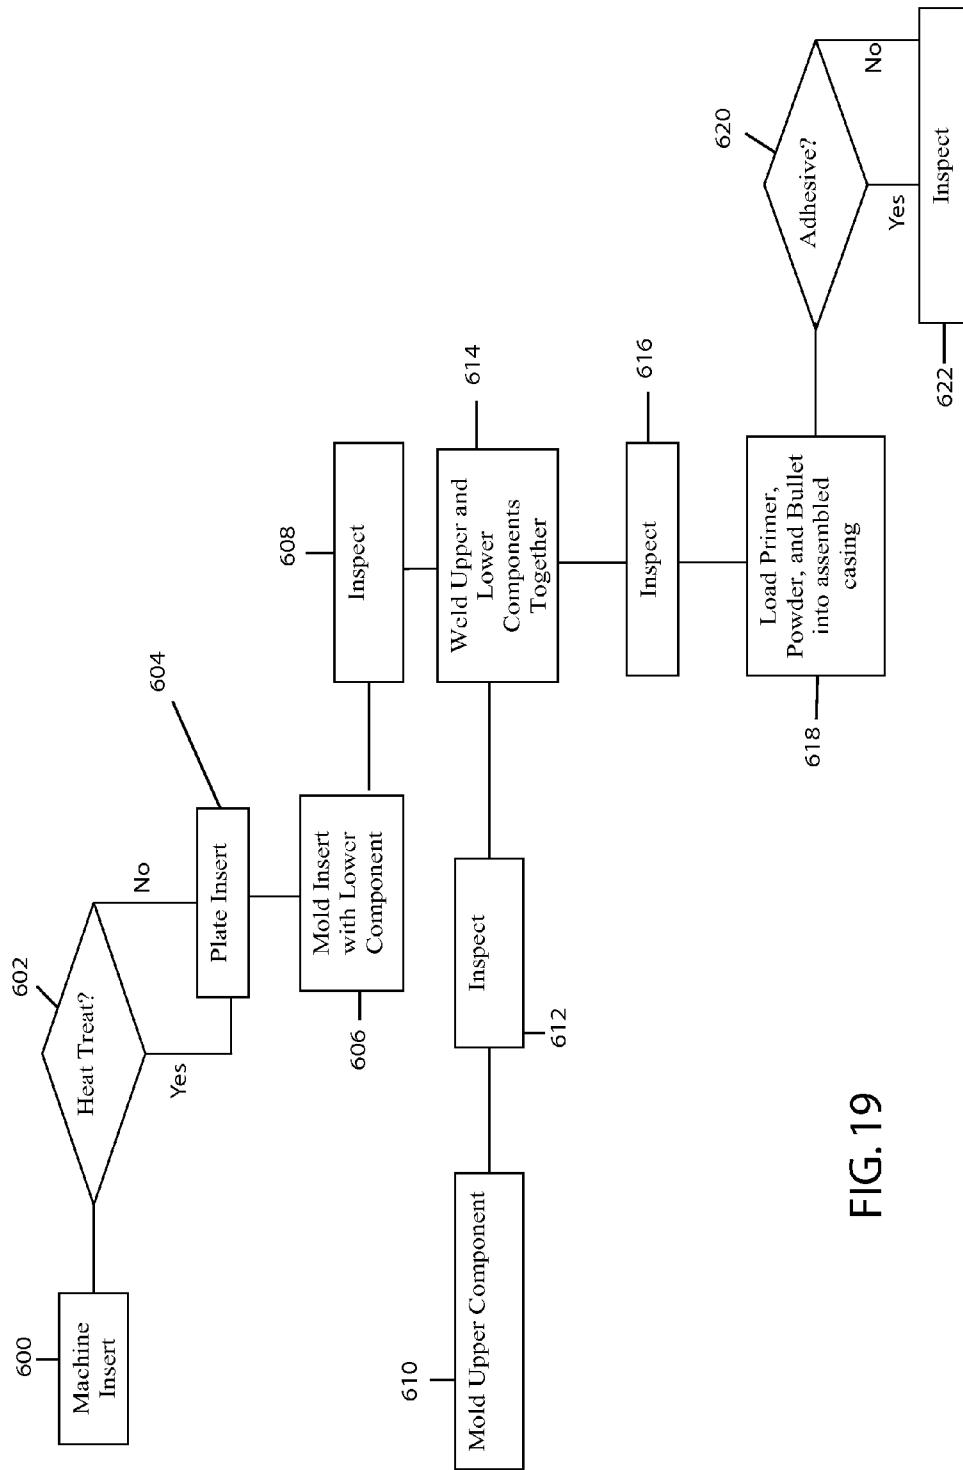 600
Machine
Insert
602
Heat Treat?
Yes
No
604
Plate Insert
606
Mold Insert
with Lower
Component
608
Inspect
610
Mold Upper Component
612
Inspect
614
Weld Upper and
Lower
Components
Together
616
Inspect
618
Load Primer,
Powder, and Bullet
into assembled
casing
620
Adhesive?
Yes
No
622
Inspect
FIG. 19